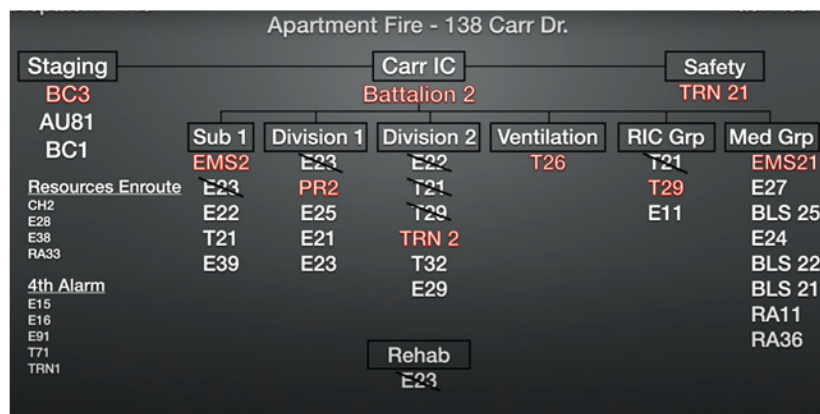 Apartment Fire - 138 Carr Dr.
Staging
BC3
AU81
BC1
Carr IC
Battalion 2
Safety
TRN 21
Resources Enroute
CH2
E28
E38
RA33
4th Alarm
E15
E16
E91
T71
TRN1
Sub 1
EMS2
E23
E22
T21
E39
Division 1
E23
PR2
E25
E21
E23
Division 2
E22
T21
T29
TRN 2
T32
E29
Ventilation
T26
RIC Grp
T21
T29
E11
Med Grp
EMS21
E27
BLS 25
E24
BLS 22
BLS 21
RA11
RA36
Rehab
E23